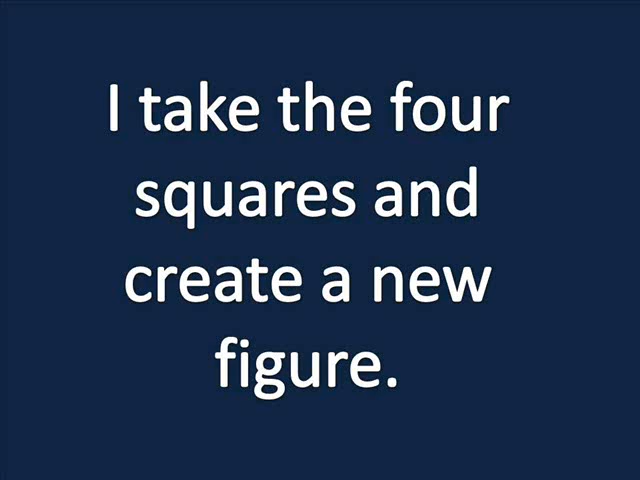 I take the four
squares and
create a new
figure.